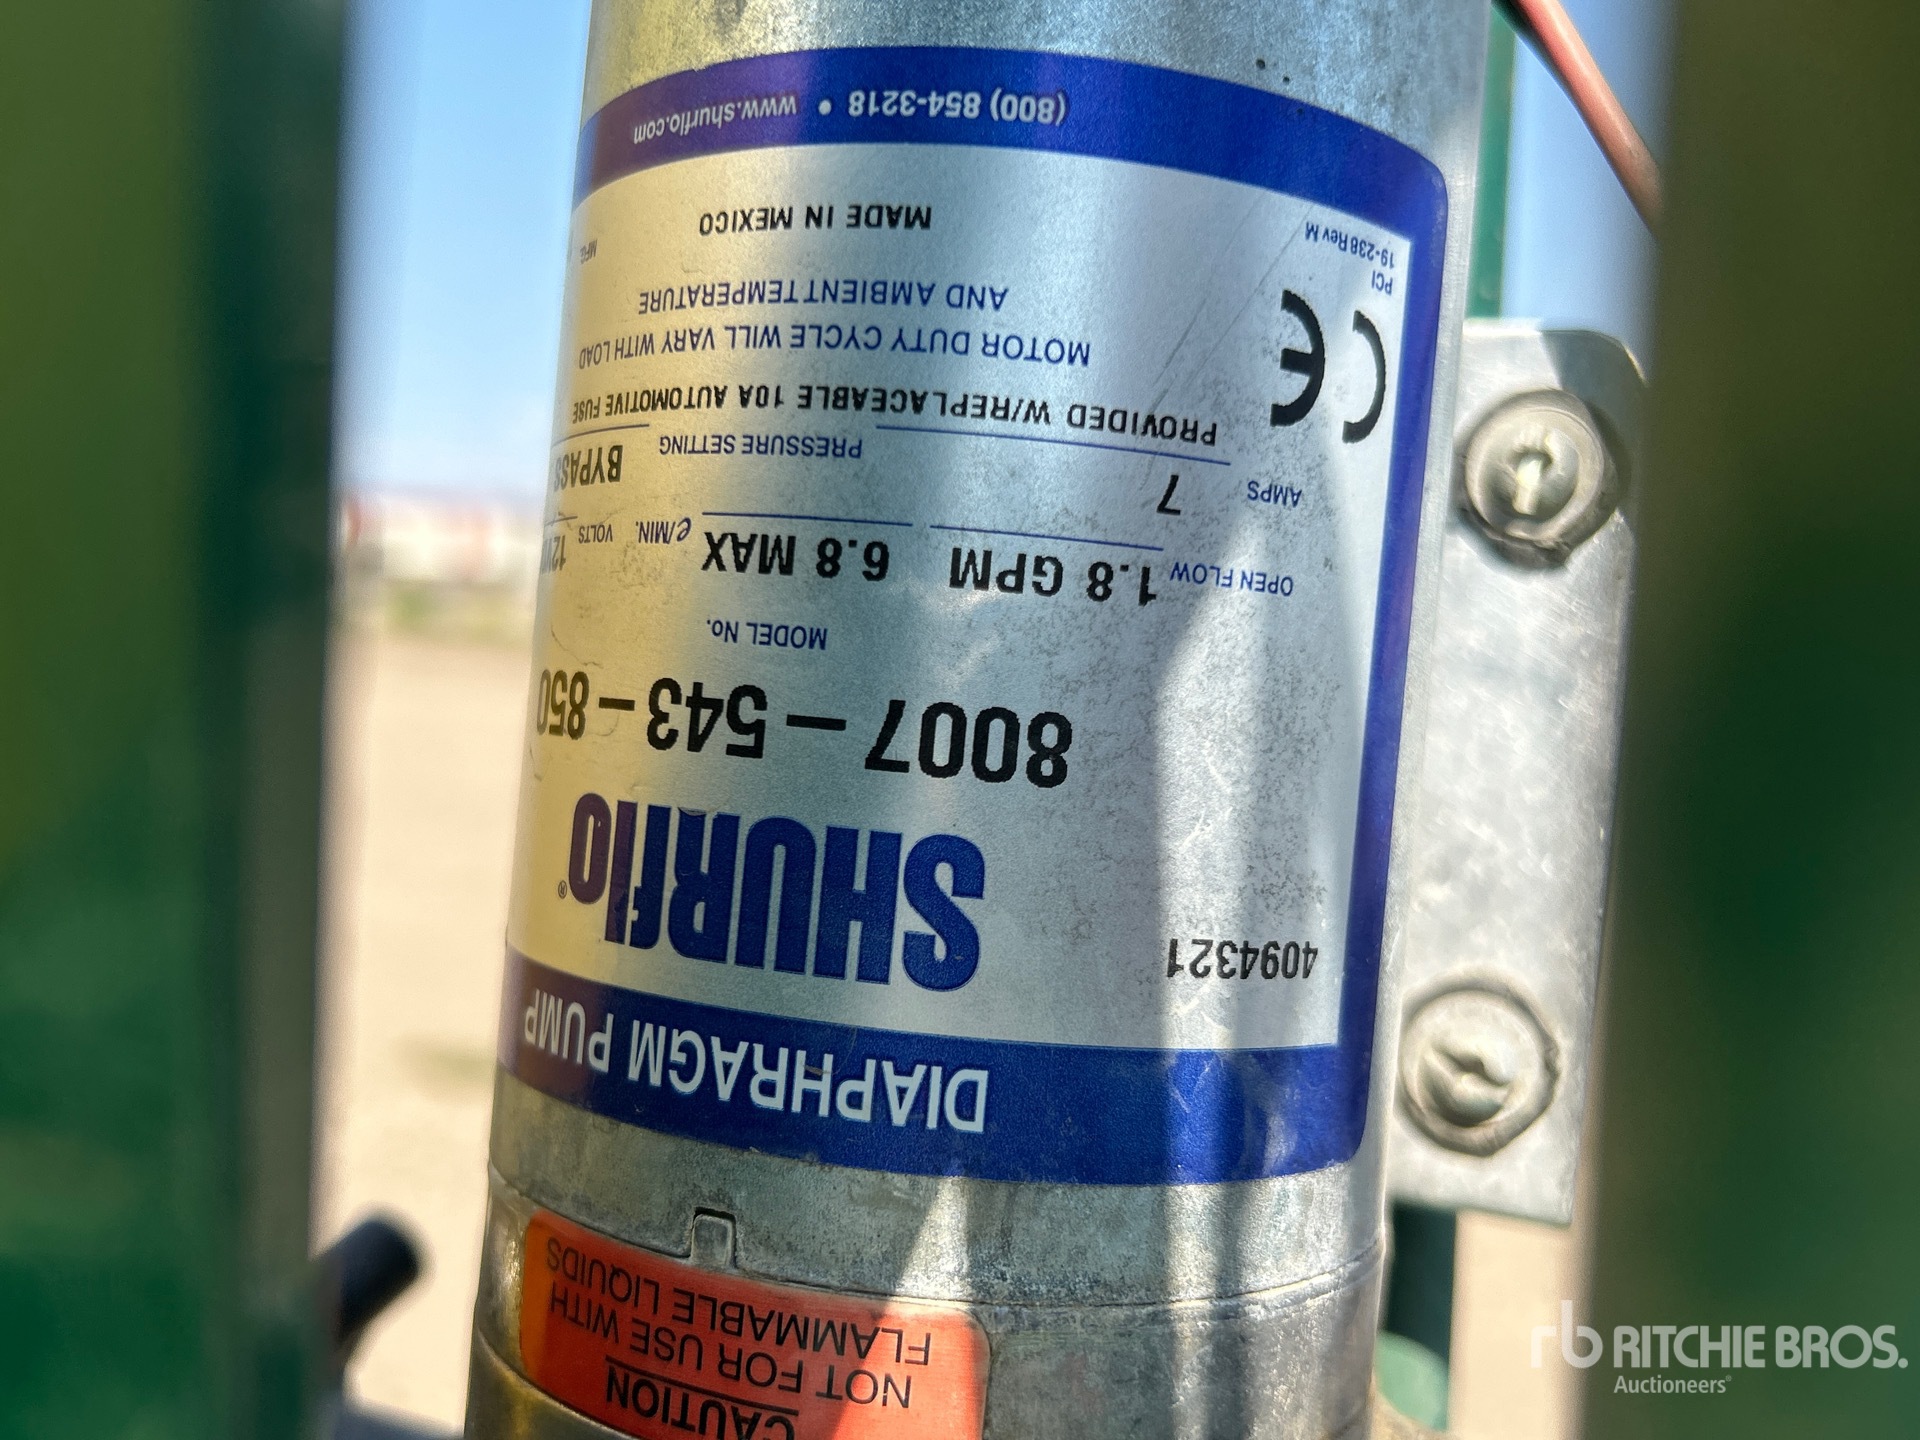 CAUTION
NOT FOR USE WITH
FLAMMABLE LIQUIDS
DIAPHRAGM PUMP
4094321
SHURflo®
8007-543-850
MODEL No.
OPEN FLOW 1.8 GPM 6.8 MAX ℓ/MIN. VOLTS
AMPS 7 PRESSURE SETTING BYPASS
PROVIDED W/REPLACEABLE 10A AUTOMOTIVE FUSE
MOTOR DUTY CYCLE WILL VARY WITH LOAD
AND AMBIENT TEMPERATURE
CE
PCI
19-238 Rev M
MADE IN MEXICO
MFG.
(800) 854-3218 • www.shurflo.com
rb RITCHIE BROS.
Auctioneers®